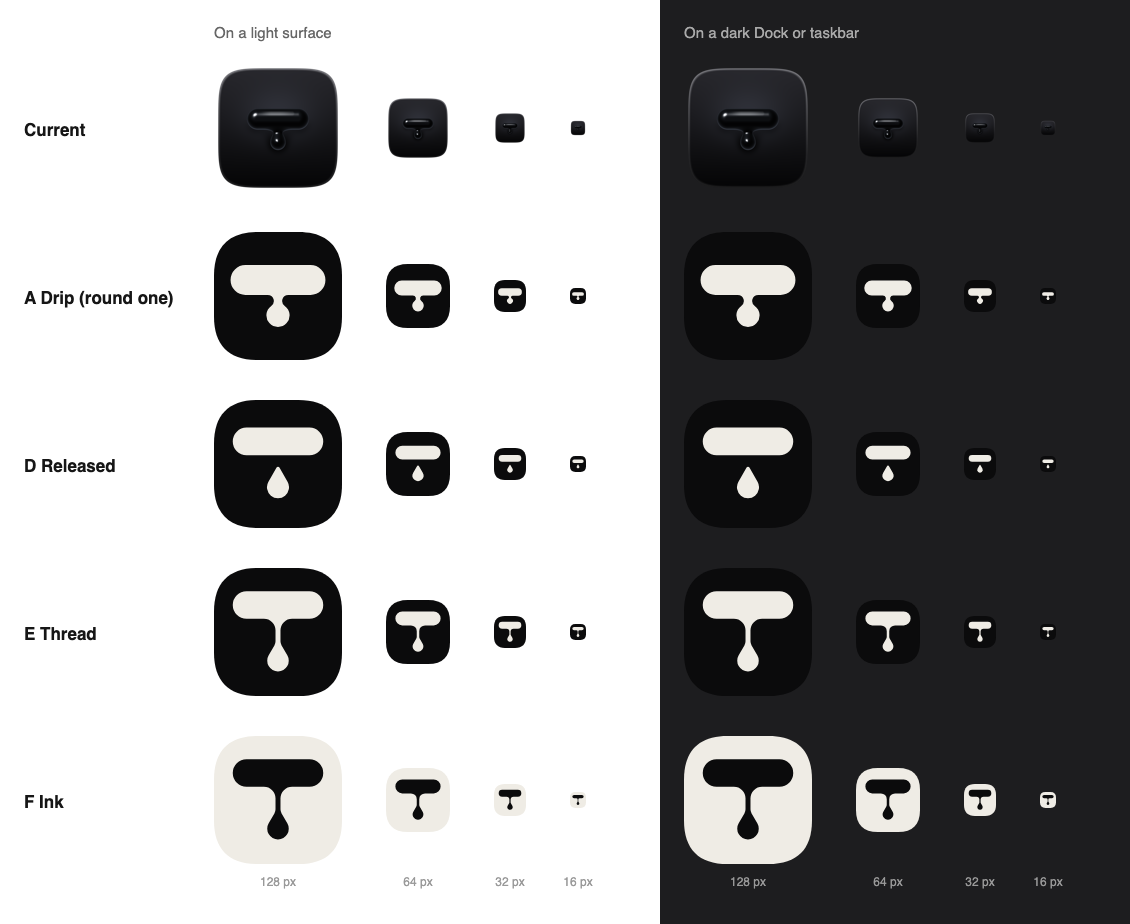 On a light surface
On a dark Dock or taskbar
Current
A Drip (round one)
D Released
E Thread
F Ink
128 px
64 px
32 px
16 px
128 px
64 px
32 px
16 px